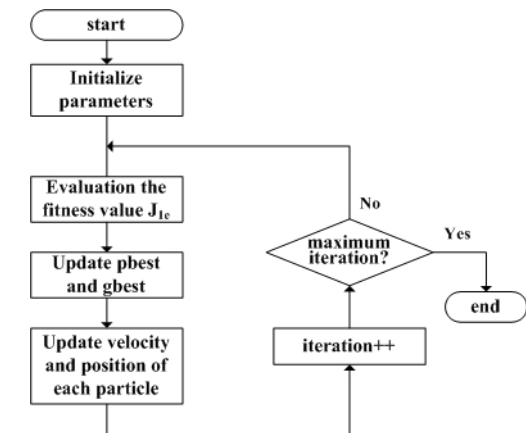 start
Initialize
parameters
Evaluation the
fitness value J1e
Update pbest
and gbest
Update velocity
and position of
each particle
No
maximum
iteration?
Yes
end
iteration++